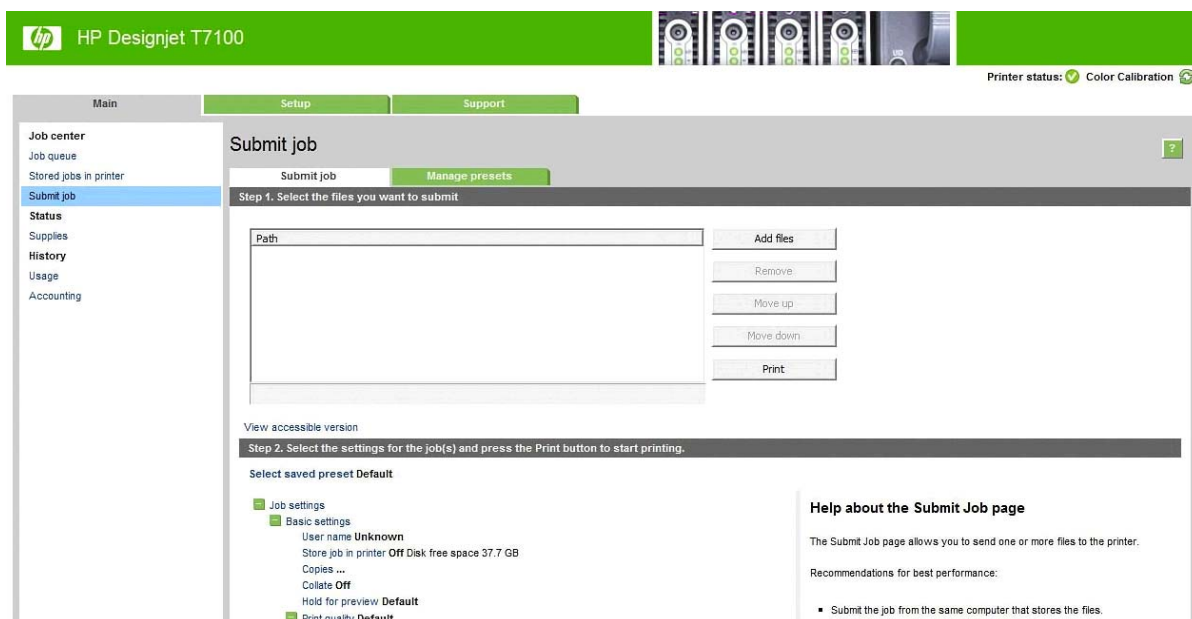 hp HP Designjet T7100
Printer status: Color Calibration
Main Setup Support
Job center
Job queue
Stored jobs in printer
Submit job
Status
Supplies
History
Usage
Accounting
Submit job
?
Submit job Manage presets
Step 1. Select the files you want to submit
Path
Add files
Remove
Move up
Move down
Print
View accessible version
Step 2. Select the settings for the job(s) and press the Print button to start printing.
Select saved preset Default
Job settings
Basic settings
User name Unknown
Store job in printer Off Disk free space 37.7 GB
Copies ...
Collate Off
Hold for preview Default
Print quality Default
Help about the Submit Job page
The Submit Job page allows you to send one or more files to the printer.
Recommendations for best performance:
▪ Submit the job from the same computer that stores the files.